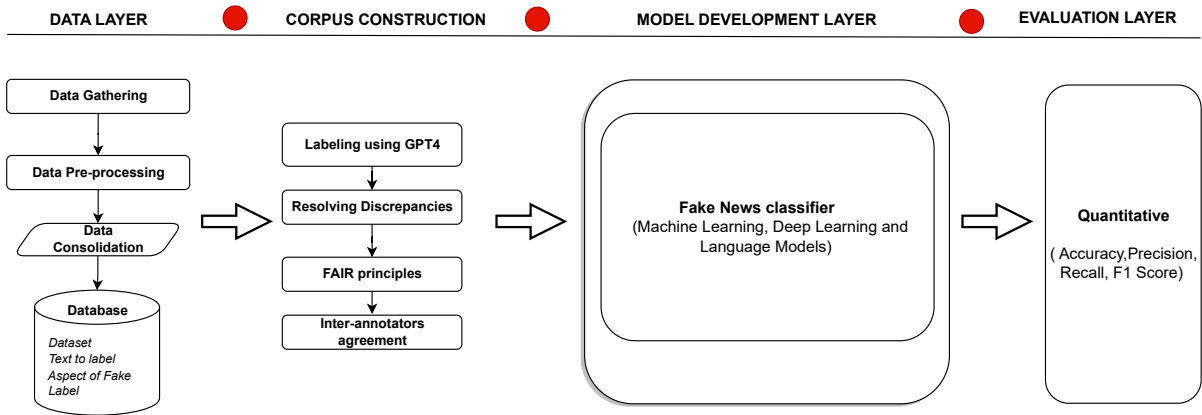 DATA LAYER
CORPUS CONSTRUCTION
MODEL DEVELOPMENT LAYER
EVALUATION LAYER
Data Gathering
Data Pre-processing
Data
Consolidation
Database
Dataset
Text to label
Aspect of Fake
Label
Labeling using GPT4
Resolving Discrepancies
FAIR principles
Inter-annotators
agreement
Fake News classifier
(Machine Learning, Deep Learning and
Language Models)
Quantitative
( Accuracy,Precision,
Recall, F1 Score)